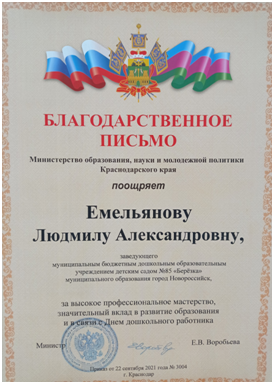 БЛАГОДАРСТВЕННОЕ
ПИСЬМО
Министерство образования, науки и молодежной политики
Краснодарского края
поощряет
Емельянову
Людмилу Александровну,
заведующего
муниципальным бюджетным дошкольным образовательным
учреждением детским садом №85 «Берёзка»
муниципального образования город Новороссийск,
за высокое профессиональное мастерство,
значительный вклад в развитие образования
и в связи с Днем дошкольного работника
Министр Е.В. Воробьева
Приказ от 22 сентября 2021 года № 3004
г. Краснодар